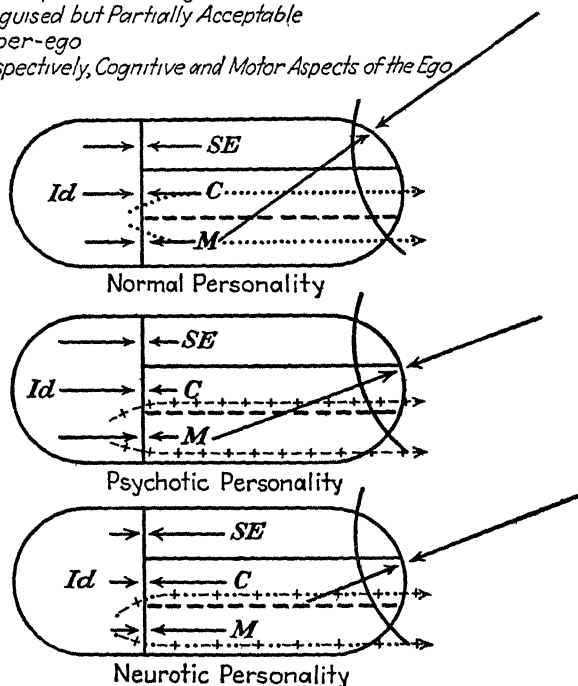 guised but Partially Acceptable
per-ego
spectively, Cognitive and Motor Aspects of the Ego
SE
Id C
M
Normal Personality
SE
Id C
M
Psychotic Personality
SE
Id C
M
Neurotic Personality